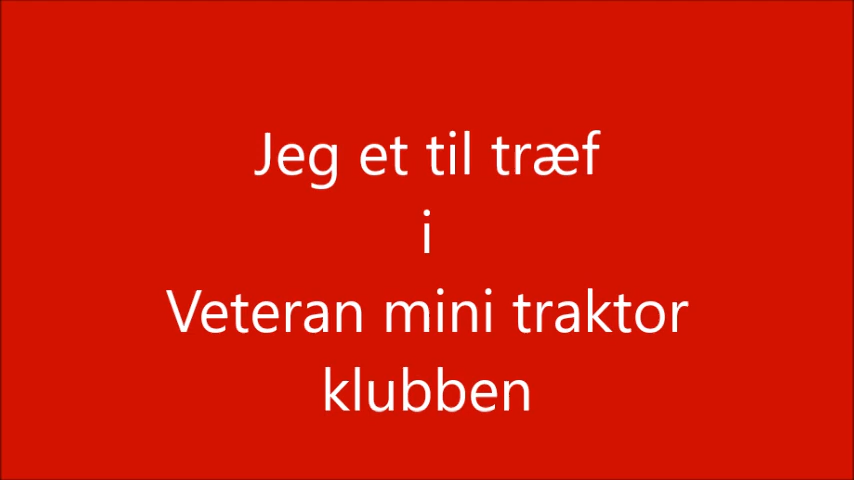 Jeg et til træf
i
Veteran mini traktor
klubben